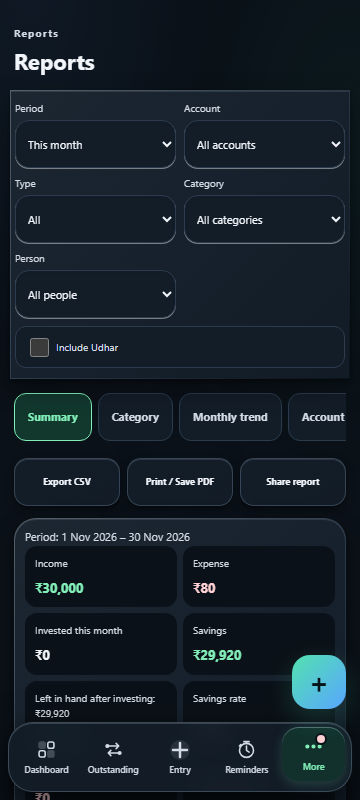 Reports
Reports
Period
Account
This month
All accounts
Type
Category
All
All categories
Person
All people
Include Udhar
Summary
Category
Monthly trend
Account
Export CSV
Print / Save PDF
Share report
Period: 1 Nov 2026 – 30 Nov 2026
Income
Expense
₹30,000
₹80
Invested this month
Savings
₹0
₹29,920
Left in hand after investing:
₹29,920
Savings rate
+
Dashboard
Outstanding
Entry
Reminders
More
₹0